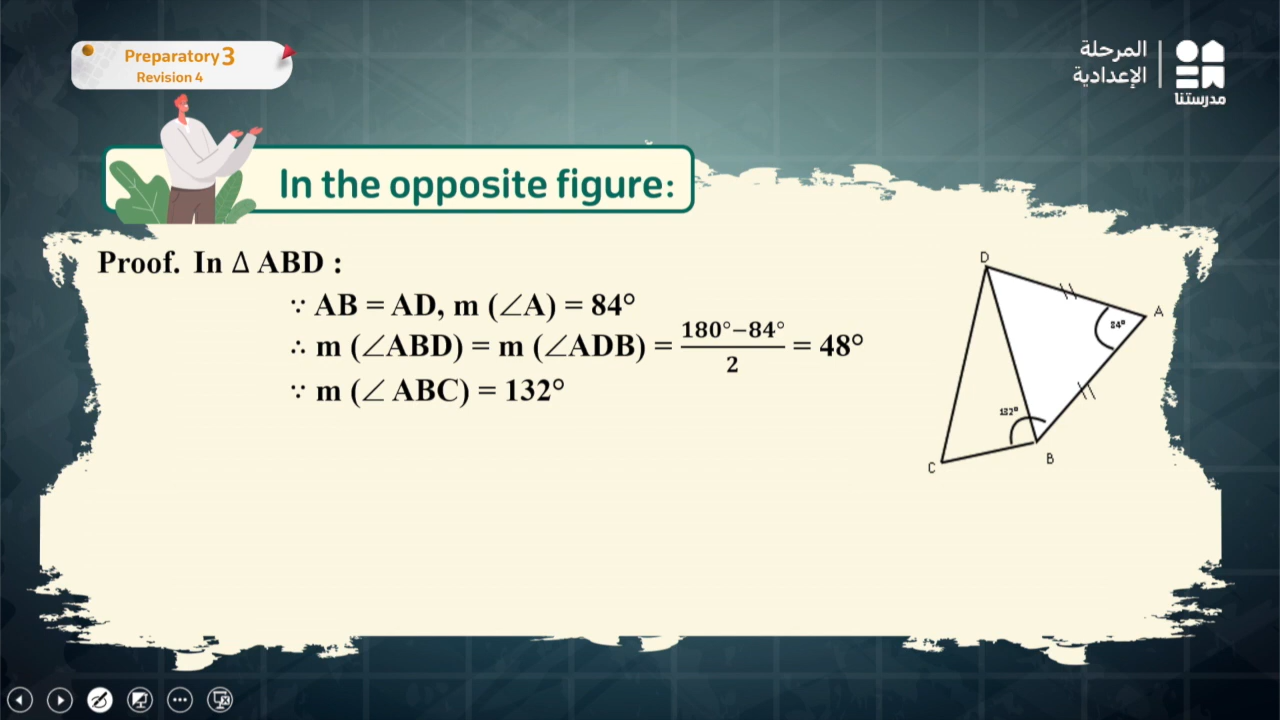 Preparatory 3
Revision 4
المرحلة
الإعدادية
مدرستنا
In the opposite figure:
Proof. In Δ ABD :
∵ AB = AD, m (∠A) = 84°
∴ m (∠ABD) = m (∠ADB) = (180°−84°)/2 = 48°
∵ m (∠ ABC) = 132°
D
A
84°
132°
B
C